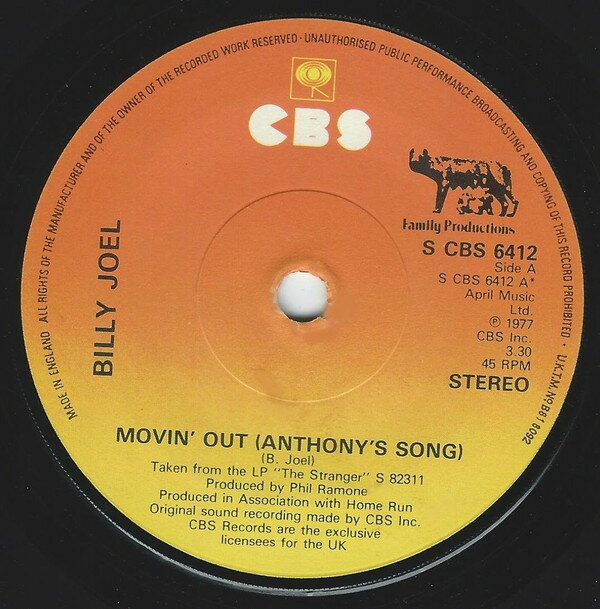 MADE IN ENGLAND ALL RIGHTS OF THE MANUFACTURER AND OF THE OWNER OF THE RECORDED WORK RESERVED · UNAUTHORISED PUBLIC PERFORMANCE BROADCASTING AND COPYING OF THIS RECORD PROHIBITED · U.K.T.M. Nº B818092
CBS
Family Productions
BILLY JOEL
S CBS 6412
Side A
S CBS 6412 A*
April Music
Ltd.
℗ 1977
CBS Inc.
3.30
45 RPM
STEREO
MOVIN' OUT (ANTHONY'S SONG)
(B. Joel)
Taken from the LP "The Stranger" S 82311
Produced by Phil Ramone
Produced in Association with Home Run
Original sound recording made by CBS Inc.
CBS Records are the exclusive
licensees for the UK